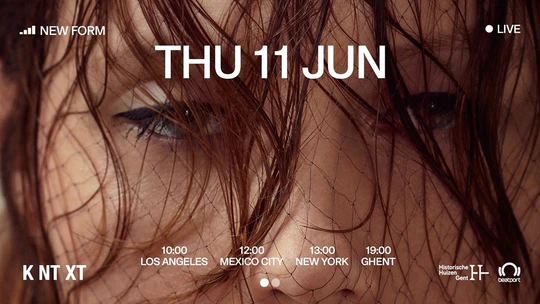 NEW FORM
LIVE
THU 11 JUN
10:00
LOS ANGELES
12:00
MEXICO CITY
13:00
NEW YORK
19:00
GHENT
K NT XT
Historische
Huizen
Gent
H
beatport